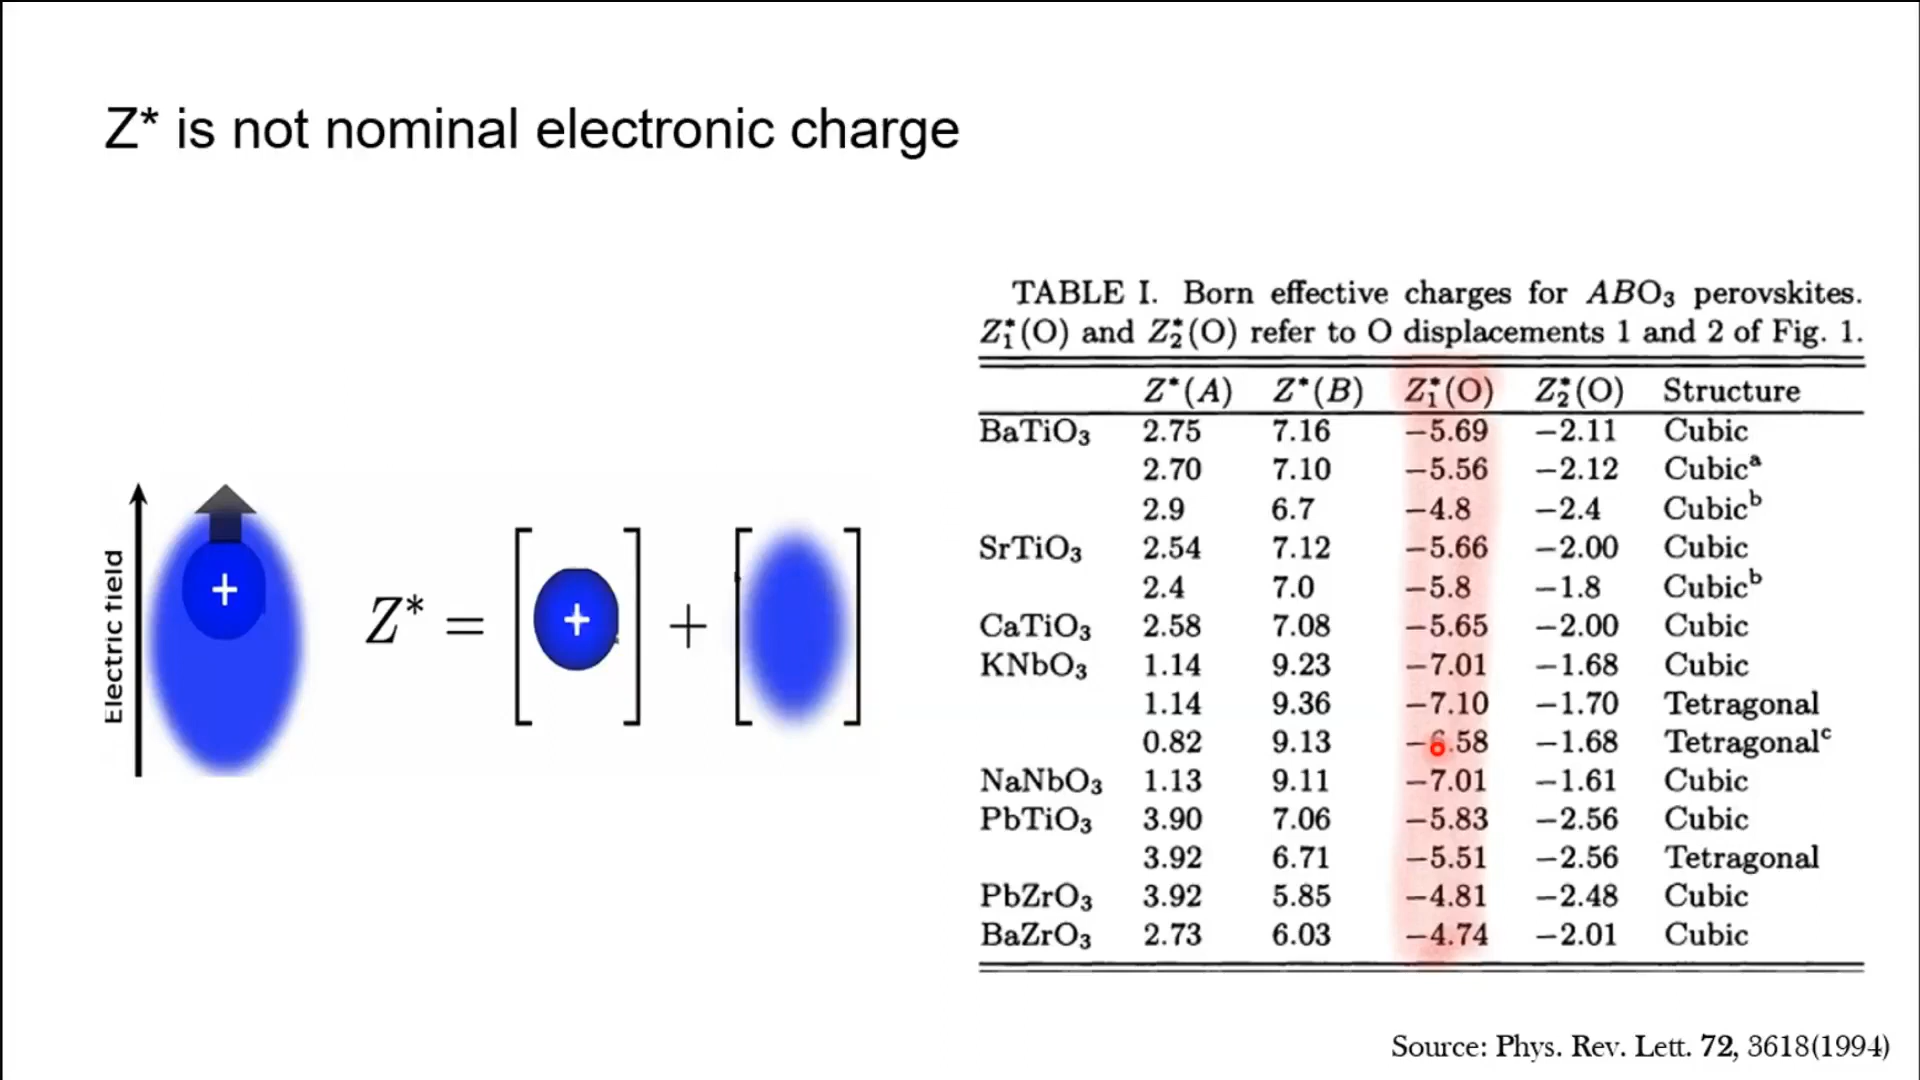 Z* is not nominal electronic charge
Electric field
+
Z* = [ + ] + [ ]
TABLE I. Born effective charges for ABO₃ perovskites.
Z₁*(O) and Z₂*(O) refer to O displacements 1 and 2 of Fig. 1.
Z*(A) Z*(B) Z₁*(O) Z₂*(O) Structure
BaTiO₃ 2.75 7.16 −5.69 −2.11 Cubic
2.70 7.10 −5.56 −2.12 Cubicᵃ
2.9 6.7 −4.8 −2.4 Cubicᵇ
SrTiO₃ 2.54 7.12 −5.66 −2.00 Cubic
2.4 7.0 −5.8 −1.8 Cubicᵇ
CaTiO₃ 2.58 7.08 −5.65 −2.00 Cubic
KNbO₃ 1.14 9.23 −7.01 −1.68 Cubic
1.14 9.36 −7.10 −1.70 Tetragonal
0.82 9.13 −6.58 −1.68 Tetragonalᶜ
NaNbO₃ 1.13 9.11 −7.01 −1.61 Cubic
PbTiO₃ 3.90 7.06 −5.83 −2.56 Cubic
3.92 6.71 −5.51 −2.56 Tetragonal
PbZrO₃ 3.92 5.85 −4.81 −2.48 Cubic
BaZrO₃ 2.73 6.03 −4.74 −2.01 Cubic
Source: Phys. Rev. Lett. 72, 3618(1994)